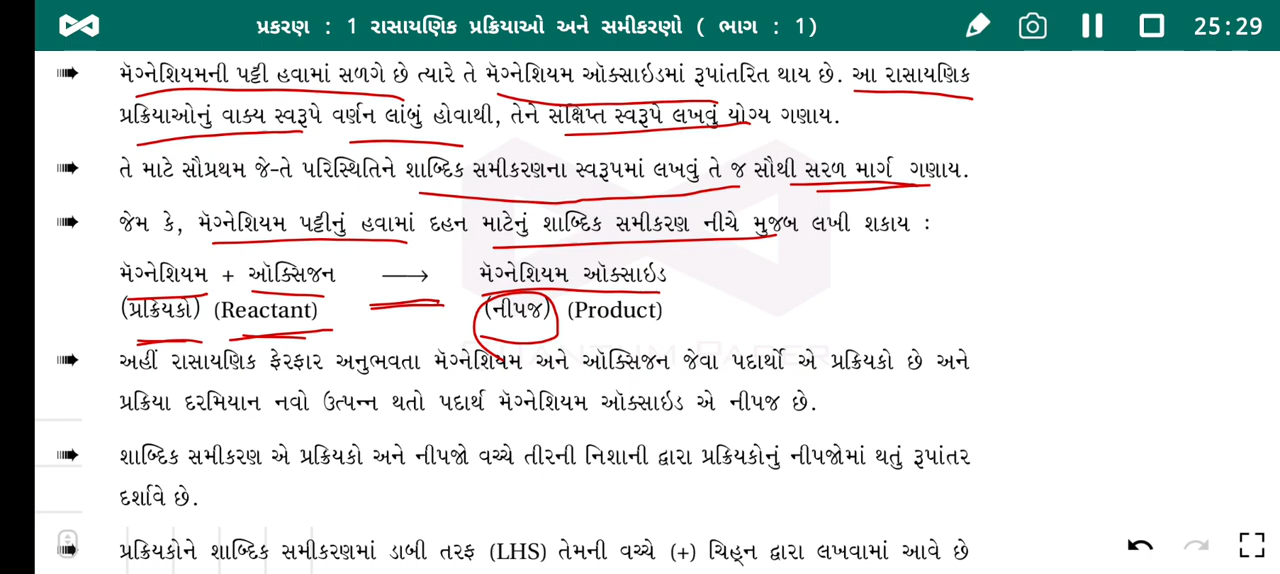 પ્રકરણ : 1 રાસાયણિક પ્રક્રિયાઓ અને સમીકરણો ( ભાગ : 1)
25:29
મૅગ્નેશિયમની પટ્ટી હવામાં સળગે છે ત્યારે તે મૅગ્નેશિયમ ઑક્સાઇડમાં રૂપાંતરિત થાય છે. આ રાસાયણિક
પ્રક્રિયાઓનું વાક્ય સ્વરૂપે વર્ણન લાંબું હોવાથી, તેને સંક્ષિપ્ત સ્વરૂપે લખવું યોગ્ય ગણાય.
તે માટે સૌપ્રથમ જે-તે પરિસ્થિતિને શાબ્દિક સમીકરણના સ્વરૂપમાં લખવું તે જ સૌથી સરળ માર્ગ ગણાય.
જેમ કે, મૅગ્નેશિયમ પટ્ટીનું હવામાં દહન માટેનું શાબ્દિક સમીકરણ નીચે મુજબ લખી શકાય :
મૅગ્નેશિયમ + ઑક્સિજન ⟶ મૅગ્નેશિયમ ઑક્સાઇડ
(પ્રક્રિયકો) (Reactant) (નીપજ) (Product)
અહીં રાસાયણિક ફેરફાર અનુભવતા મૅગ્નેશિયમ અને ઑક્સિજન જેવા પદાર્થો એ પ્રક્રિયકો છે અને
પ્રક્રિયા દરમિયાન નવો ઉત્પન્ન થતો પદાર્થ મૅગ્નેશિયમ ઑક્સાઇડ એ નીપજ છે.
શાબ્દિક સમીકરણ એ પ્રક્રિયકો અને નીપજો વચ્ચે તીરની નિશાની દ્વારા પ્રક્રિયકોનું નીપજોમાં થતું રૂપાંતર
દર્શાવે છે.
પ્રક્રિયકોને શાબ્દિક સમીકરણમાં ડાબી તરફ (LHS) તેમની વચ્ચે (+) ચિહ્ન દ્વારા લખવામાં આવે છે